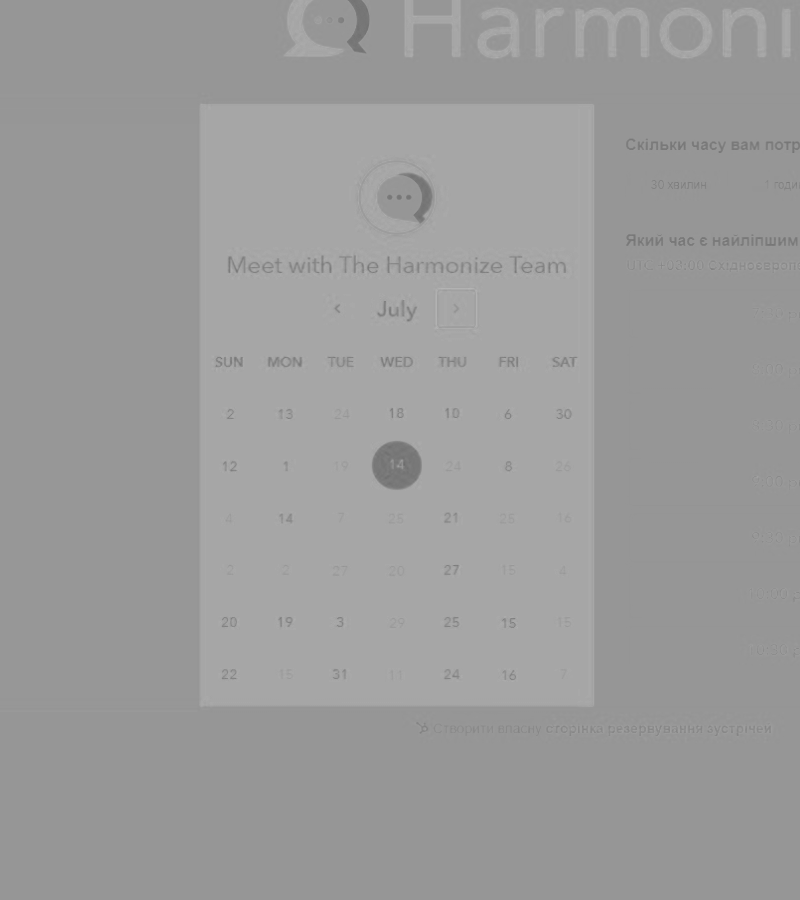 Harmoni
Meet with The Harmonize Team
July
SUN MON TUE WED THU FRI SAT
2 13 24 18 10 6 30
12 1 19 14 24 8 26
4 14 7 26 21 25 16
2 2 27 20 27 15 4
20 19 3 29 25 15 15
22 15 31 11 24 16 7
Скільки часу вам потр
30 хвилин 1 годи
Який час є найліпшим
UTC +03:00 Східноєвропе
Створити власну сторінка резервування зустрічей